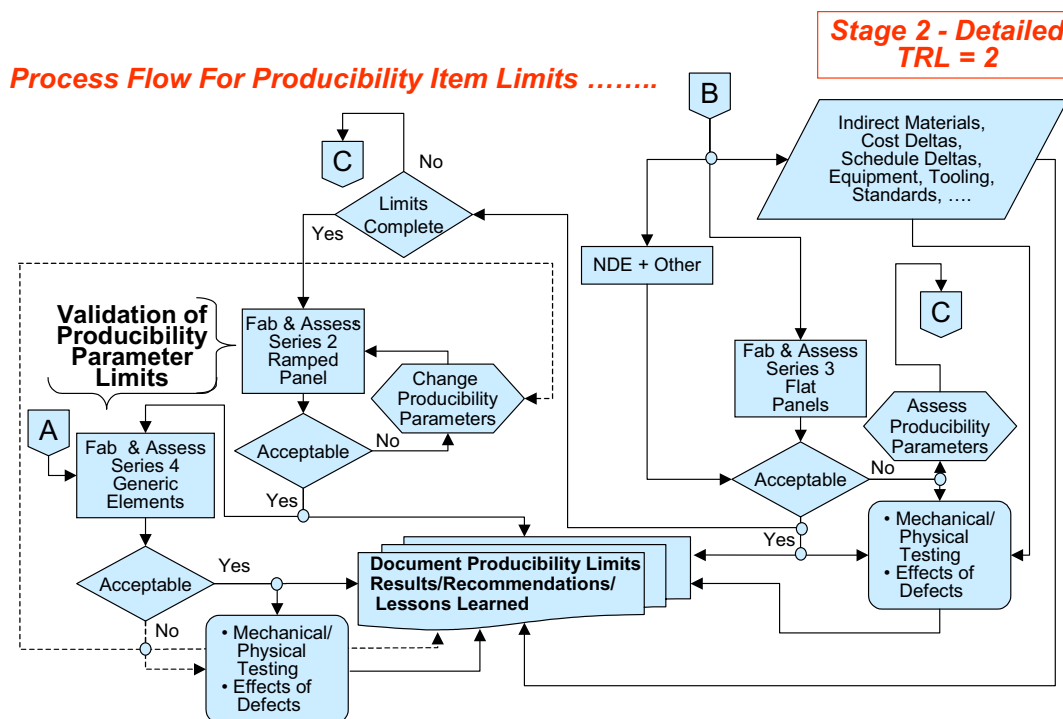 Stage 2 - Detailed
TRL = 2
Process Flow For Producibility Item Limits ........
B
Indirect Materials,
Cost Deltas,
Schedule Deltas,
Equipment, Tooling,
Standards, ....
C
No
Limits
Complete
Yes
NDE + Other
C
Validation of
Producibility
Parameter
Limits
Fab & Assess
Series 2
Ramped
Panel
Change
Producibility
Parameters
Fab & Assess
Series 3
Flat
Panels
Assess
Producibility
Parameters
A
Fab & Assess
Series 4
Generic
Elements
Acceptable
No
Yes
Acceptable
No
Yes
• Mechanical/
Physical
Testing
• Effects of
Defects
Acceptable
Yes
No
Document Producibility Limits
Results/Recommendations/
Lessons Learned
• Mechanical/
Physical
Testing
• Effects of
Defects